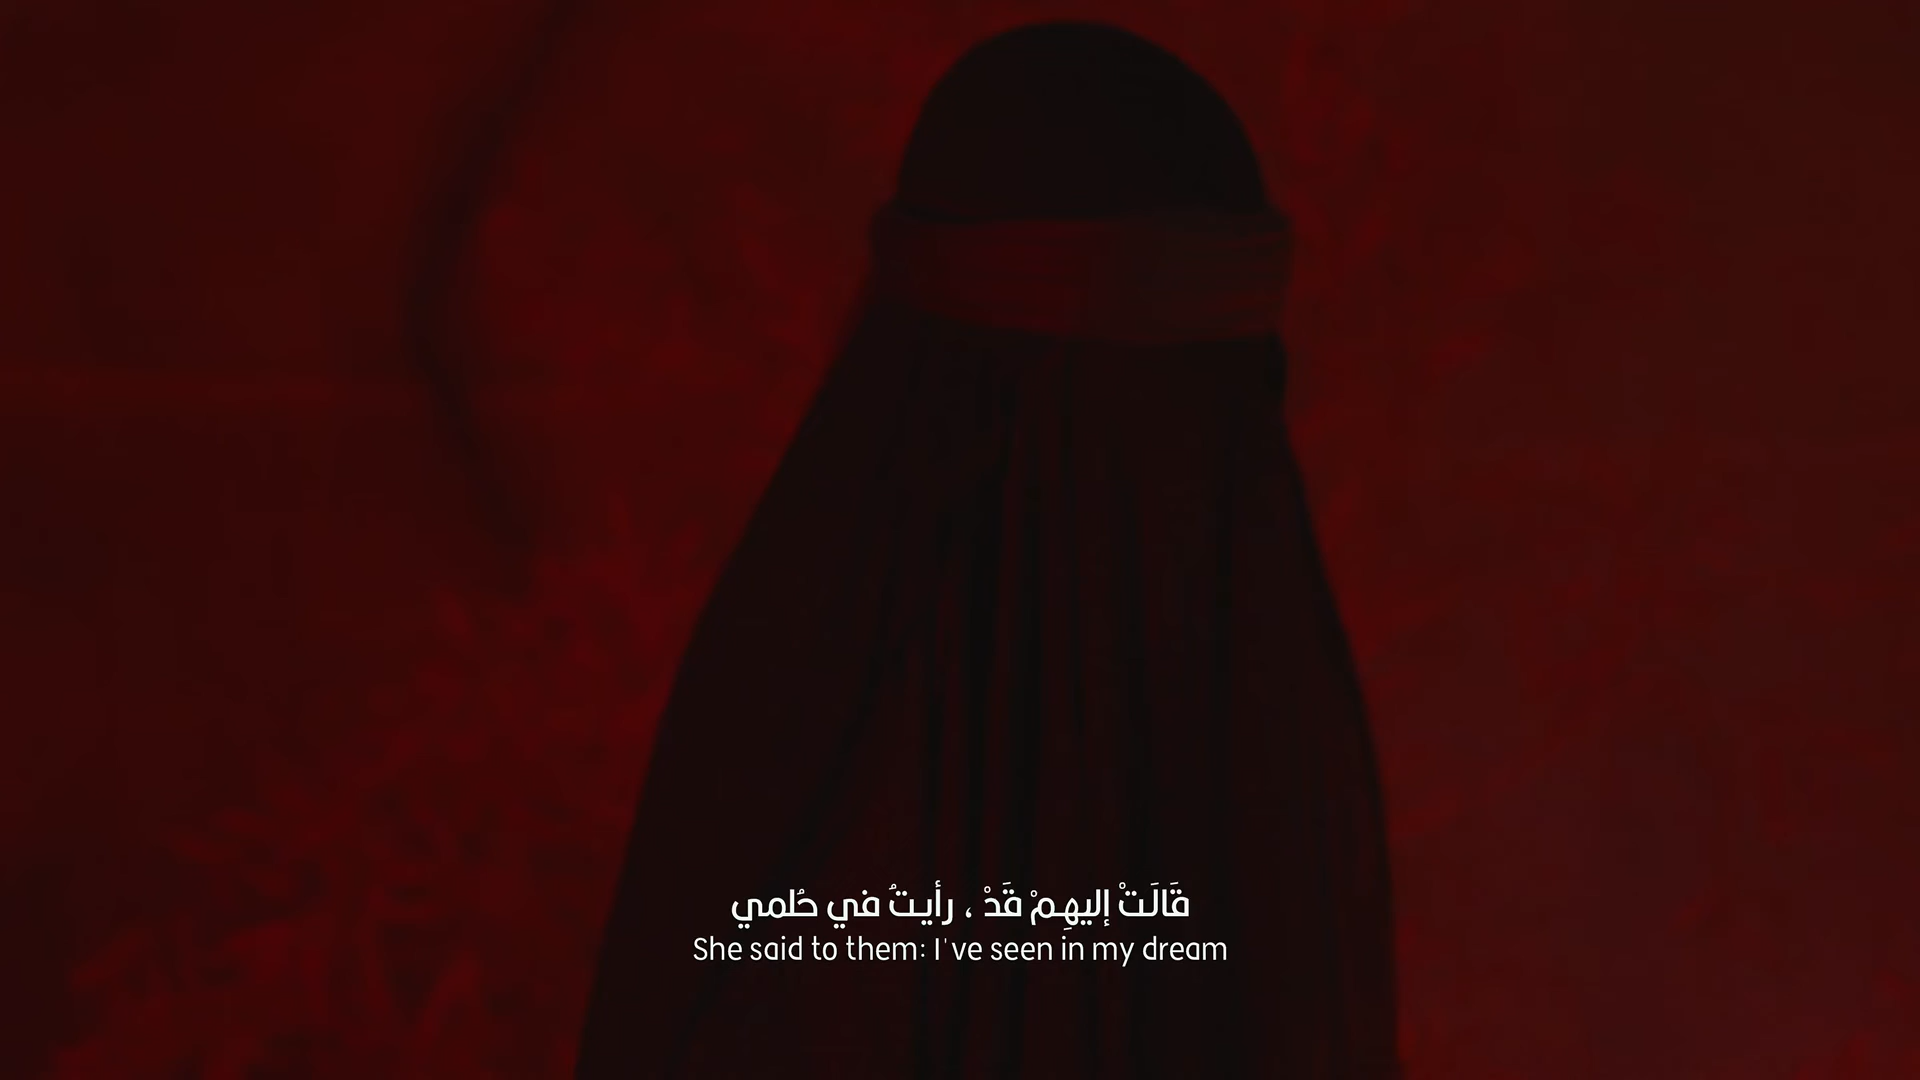 قَالَتْ إليهِمْ قَدْ ، رأيتُ في حُلمي
She said to them: I've seen in my dream